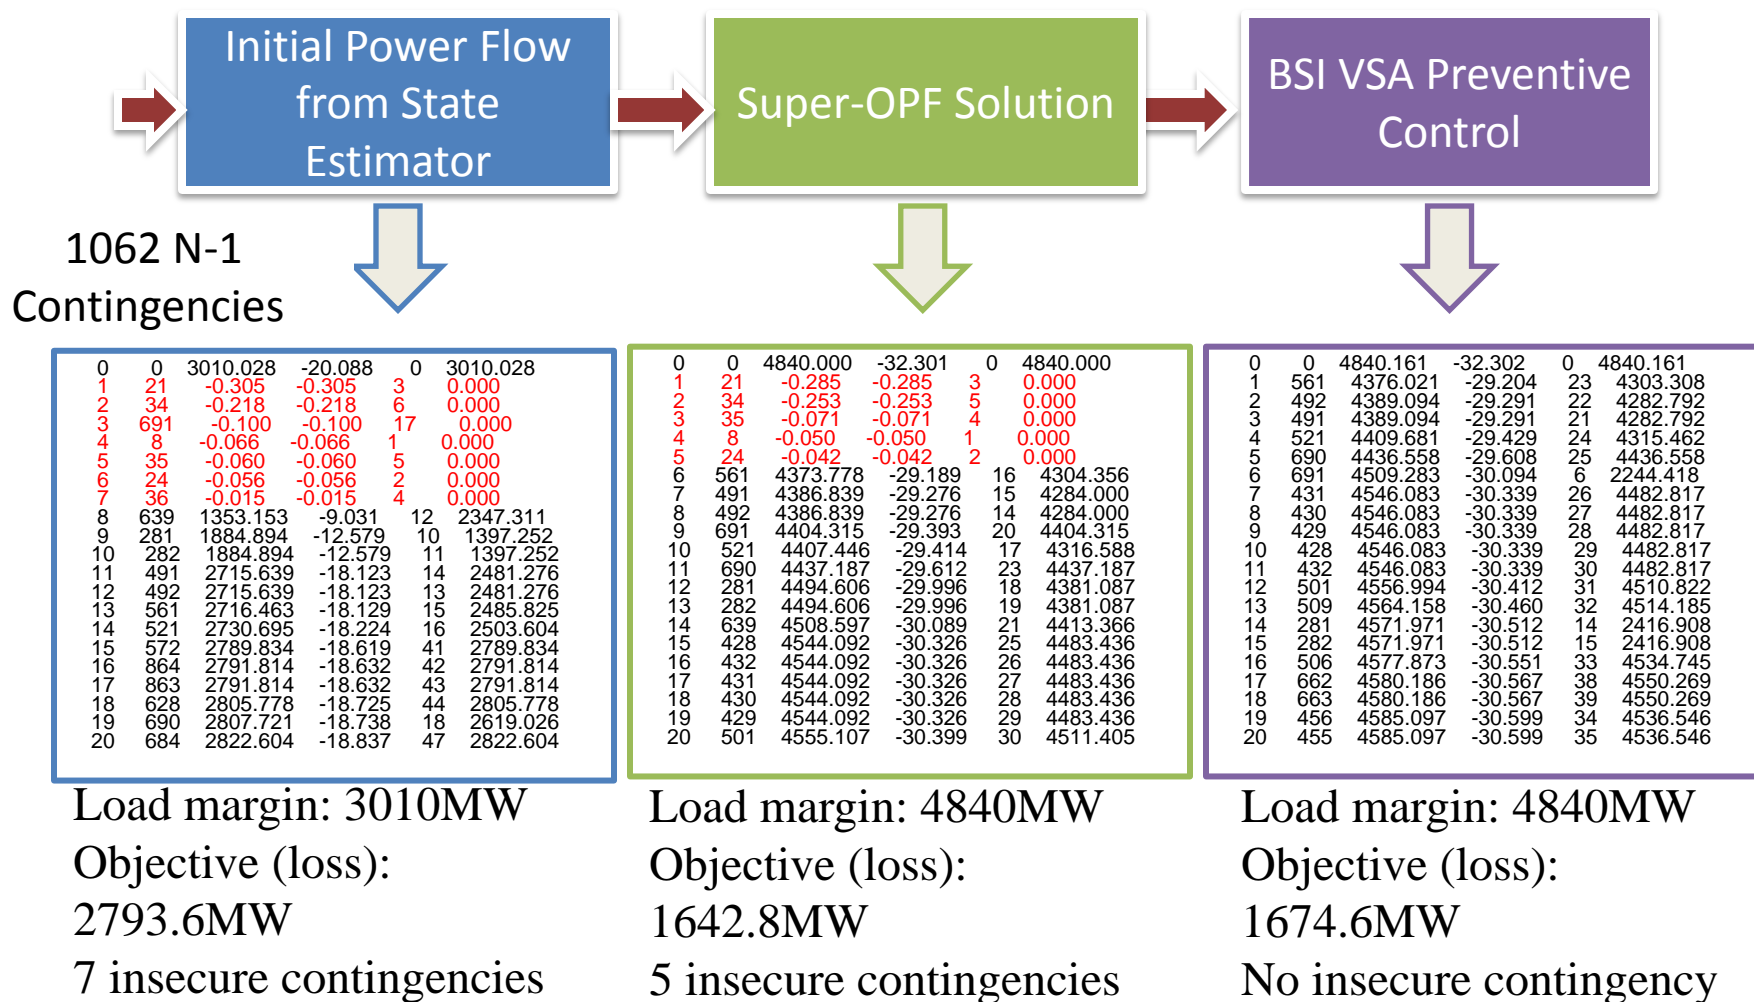 Initial Power Flow
from State
Estimator
Super-OPF Solution
BSI VSA Preventive
Control
1062 N-1
Contingencies
0 0 3010.028 -20.088 0 3010.028
1 21 -0.305 -0.305 3 0.000
2 34 -0.218 -0.218 6 0.000
3 691 -0.100 -0.100 17 0.000
4 8 -0.066 -0.066 1 0.000
5 35 -0.060 -0.060 5 0.000
6 24 -0.056 -0.056 2 0.000
7 36 -0.015 -0.015 4 0.000
8 639 1353.153 -9.031 12 2347.311
9 281 1884.894 -12.579 10 1397.252
10 282 1884.894 -12.579 11 1397.252
11 491 2715.639 -18.123 14 2481.276
12 492 2715.639 -18.123 13 2481.276
13 561 2716.463 -18.129 15 2485.825
14 521 2730.695 -18.224 16 2503.604
15 572 2789.834 -18.619 41 2789.834
16 864 2791.814 -18.632 42 2791.814
17 863 2791.814 -18.632 43 2791.814
18 628 2805.778 -18.725 44 2805.778
19 690 2807.721 -18.738 18 2619.026
20 684 2822.604 -18.837 47 2822.604
0 0 4840.000 -32.301 0 4840.000
1 21 -0.285 -0.285 3 0.000
2 34 -0.253 -0.253 5 0.000
3 35 -0.071 -0.071 4 0.000
4 8 -0.050 -0.050 1 0.000
5 24 -0.042 -0.042 2 0.000
6 561 4373.778 -29.189 16 4304.356
7 491 4386.839 -29.276 15 4284.000
8 492 4386.839 -29.276 14 4284.000
9 691 4404.315 -29.393 20 4404.315
10 521 4407.446 -29.414 17 4316.588
11 690 4437.187 -29.612 23 4437.187
12 281 4494.606 -29.996 18 4381.087
13 282 4494.606 -29.996 19 4381.087
14 639 4508.597 -30.089 21 4413.366
15 428 4544.092 -30.326 25 4483.436
16 432 4544.092 -30.326 26 4483.436
17 431 4544.092 -30.326 27 4483.436
18 430 4544.092 -30.326 28 4483.436
19 429 4544.092 -30.326 29 4483.436
20 501 4555.107 -30.399 30 4511.405
0 0 4840.161 -32.302 0 4840.161
1 561 4376.021 -29.204 23 4303.308
2 492 4389.094 -29.291 22 4282.792
3 491 4389.094 -29.291 21 4282.792
4 521 4409.681 -29.429 24 4315.462
5 690 4436.558 -29.608 25 4436.558
6 691 4509.283 -30.094 6 2244.418
7 431 4546.083 -30.339 26 4482.817
8 430 4546.083 -30.339 27 4482.817
9 429 4546.083 -30.339 28 4482.817
10 428 4546.083 -30.339 29 4482.817
11 432 4546.083 -30.339 30 4482.817
12 501 4556.994 -30.412 31 4510.822
13 509 4564.158 -30.460 32 4514.185
14 281 4571.971 -30.512 14 2416.908
15 282 4571.971 -30.512 15 2416.908
16 506 4577.873 -30.551 33 4534.745
17 662 4580.186 -30.567 38 4550.269
18 663 4580.186 -30.567 39 4550.269
19 456 4585.097 -30.599 34 4536.546
20 455 4585.097 -30.599 35 4536.546
Load margin: 3010MW
Objective (loss):
2793.6MW
7 insecure contingencies
Load margin: 4840MW
Objective (loss):
1642.8MW
5 insecure contingencies
Load margin: 4840MW
Objective (loss):
1674.6MW
No insecure contingency